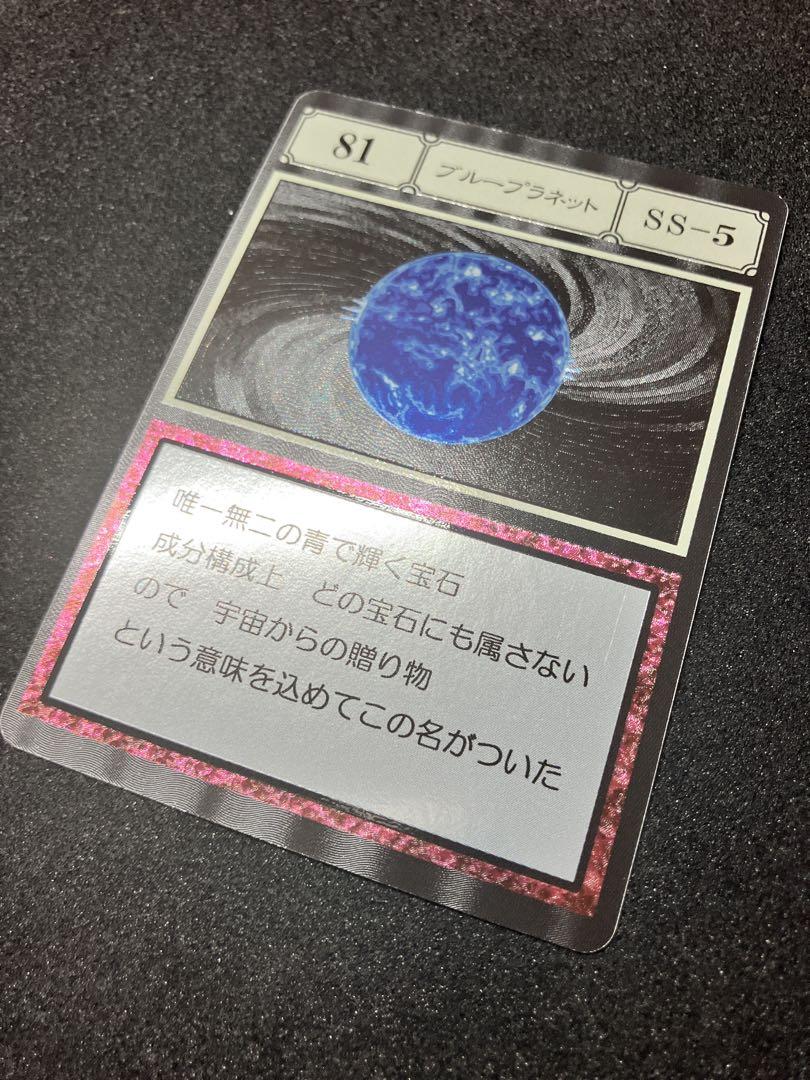 81
ブループラネット
SS-5
唯一無二の青で輝く宝石
成分構成上　どの宝石にも属さない
ので　宇宙からの贈り物
という意味を込めてこの名がついた